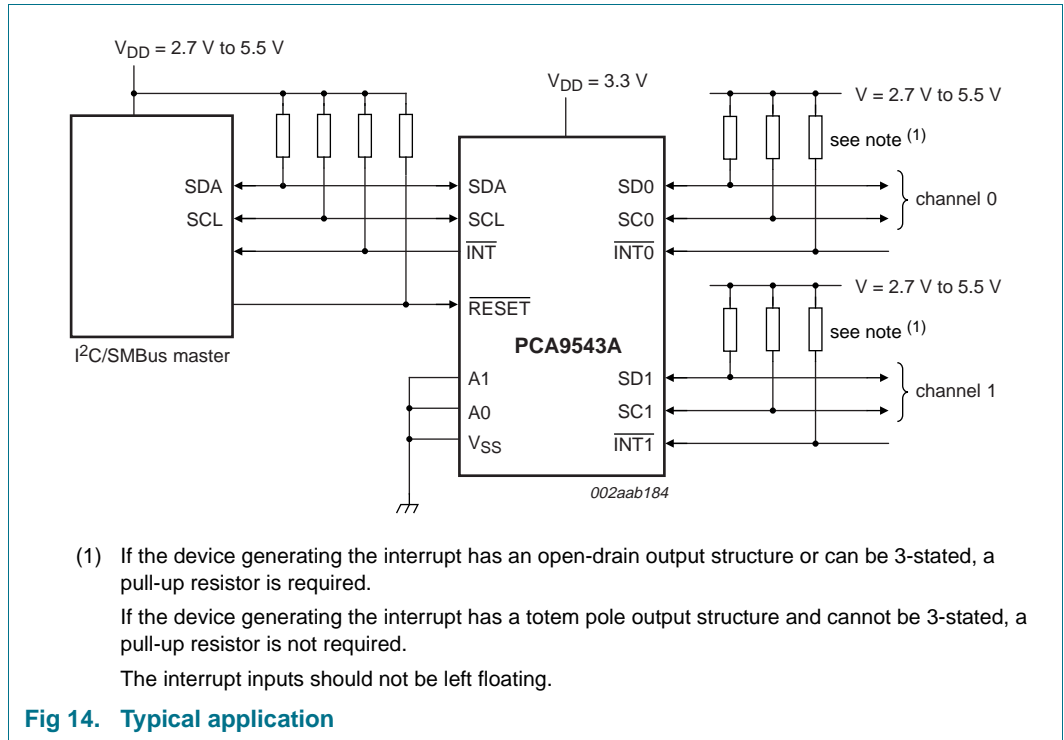 VDD = 2.7 V to 5.5 V
VDD = 3.3 V
V = 2.7 V to 5.5 V
see note (1)
SDA
SDA
SD0
channel 0
SCL
SCL
SC0
INT
INT0
RESET
V = 2.7 V to 5.5 V
see note (1)
PCA9543A
I2C/SMBus master
A1
SD1
channel 1
A0
SC1
VSS
INT1
002aab184
(1) If the device generating the interrupt has an open-drain output structure or can be 3-stated, a
pull-up resistor is required.
If the device generating the interrupt has a totem pole output structure and cannot be 3-stated, a
pull-up resistor is not required.
The interrupt inputs should not be left floating.
Fig 14. Typical application